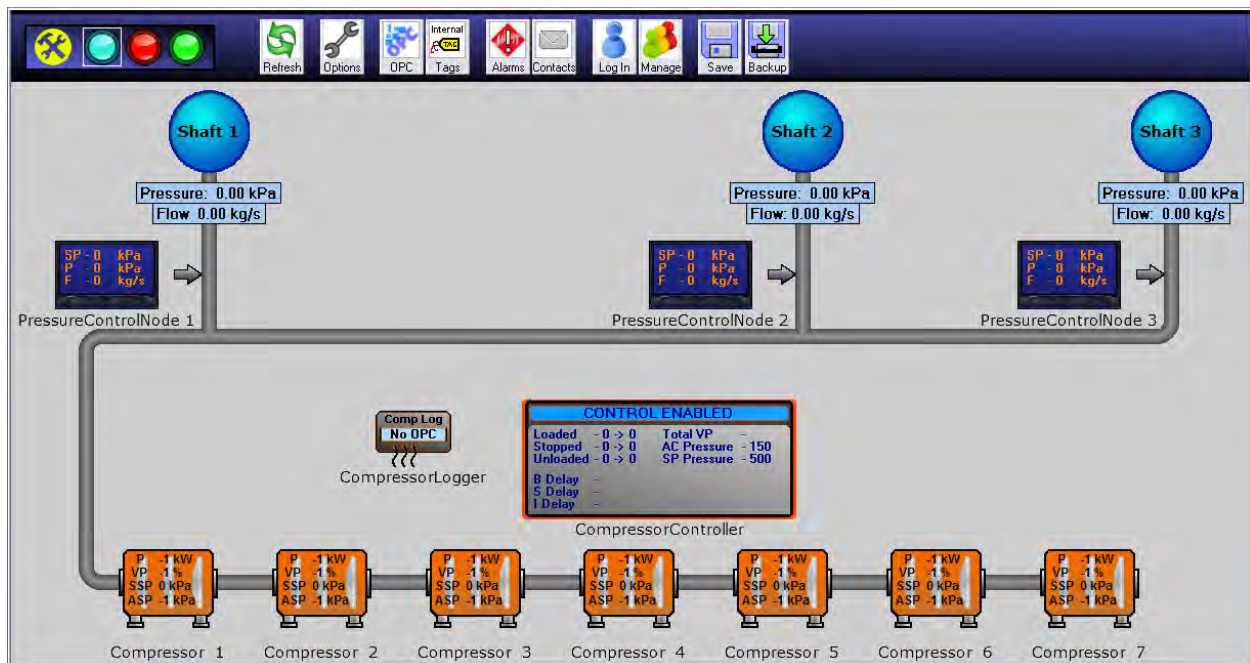 Refresh
Options
OPC
Internal
TAG
Tags
Alarms
Contacts
Log In
Manage
Save
Backup
Shaft 1
Pressure: 0.00 kPa
Flow 0.00 kg/s
Shaft 2
Pressure: 0.00 kPa
Flow: 0.00 kg/s
Shaft 3
Pressure: 0.00 kPa
Flow: 0.00 kg/s
SP - 0 kPa
P - 0 kPa
F - 0 kg/s
PressureControlNode 1
SP - 0 kPa
P - 0 kPa
F - 0 kg/s
PressureControlNode 2
SP - 0 kPa
P - 0 kPa
F - 0 kg/s
PressureControlNode 3
Comp Log
No OPC
CompressorLogger
CONTROL ENABLED
Loaded - 0 -> 0 Total VP -
Stopped - 0 -> 0 AC Pressure - 150
Unloaded - 0 -> 0 SP Pressure - 500
B Delay -
S Delay -
I Delay -
CompressorController
P -1 kW
VP -1 %
SSP 0 kPa
ASP -1 kPa
Compressor 1
P -1 kW
VP -1 %
SSP 0 kPa
ASP -1 kPa
Compressor 2
P -1 kW
VP -1 %
SSP 0 kPa
ASP -1 kPa
Compressor 3
P -1 kW
VP -1 %
SSP 0 kPa
ASP -1 kPa
Compressor 4
P -1 kW
VP -1 %
SSP 0 kPa
ASP -1 kPa
Compressor 5
P -1 kW
VP -1 %
SSP 0 kPa
ASP -1 kPa
Compressor 6
P -1 kW
VP -1 %
SSP 0 kPa
ASP -1 kPa
Compressor 7